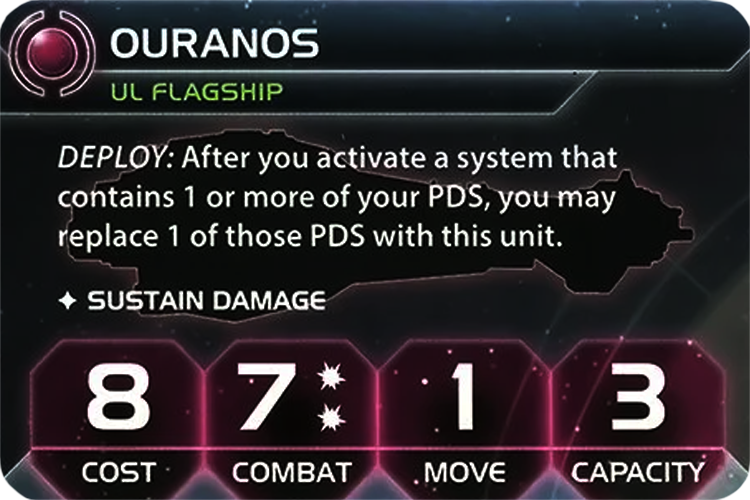 OURANOS
UL FLAGSHIP
DEPLOY: After you activate a system that
contains 1 or more of your PDS, you may
replace 1 of those PDS with this unit.
SUSTAIN DAMAGE
8 7 1 3
COST COMBAT MOVE CAPACITY